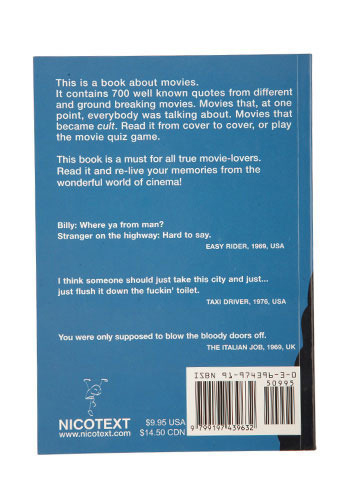 This is a book about movies.
It contains 700 well known quotes from different
and ground breaking movies. Movies that, at one
point, everybody was talking about. Movies that
became cult. Read it from cover to cover, or play
the movie quiz game.
This book is a must for all true movie-lovers.
Read it and re-live your memories from the
wonderful world of cinema!
Billy: Where ya from man?
Stranger on the highway: Hard to say.
EASY RIDER, 1969, USA
I think someone should just take this city and just...
just flush it down the fuckin' toilet.
TAXI DRIVER, 1976, USA
You were only supposed to blow the bloody doors off.
THE ITALIAN JOB, 1969, UK
ISBN 91-974396-3-0
50995
9 799197 439632
NICOTEXT
www.nicotext.com
$9.95 USA
$14.50 CDN